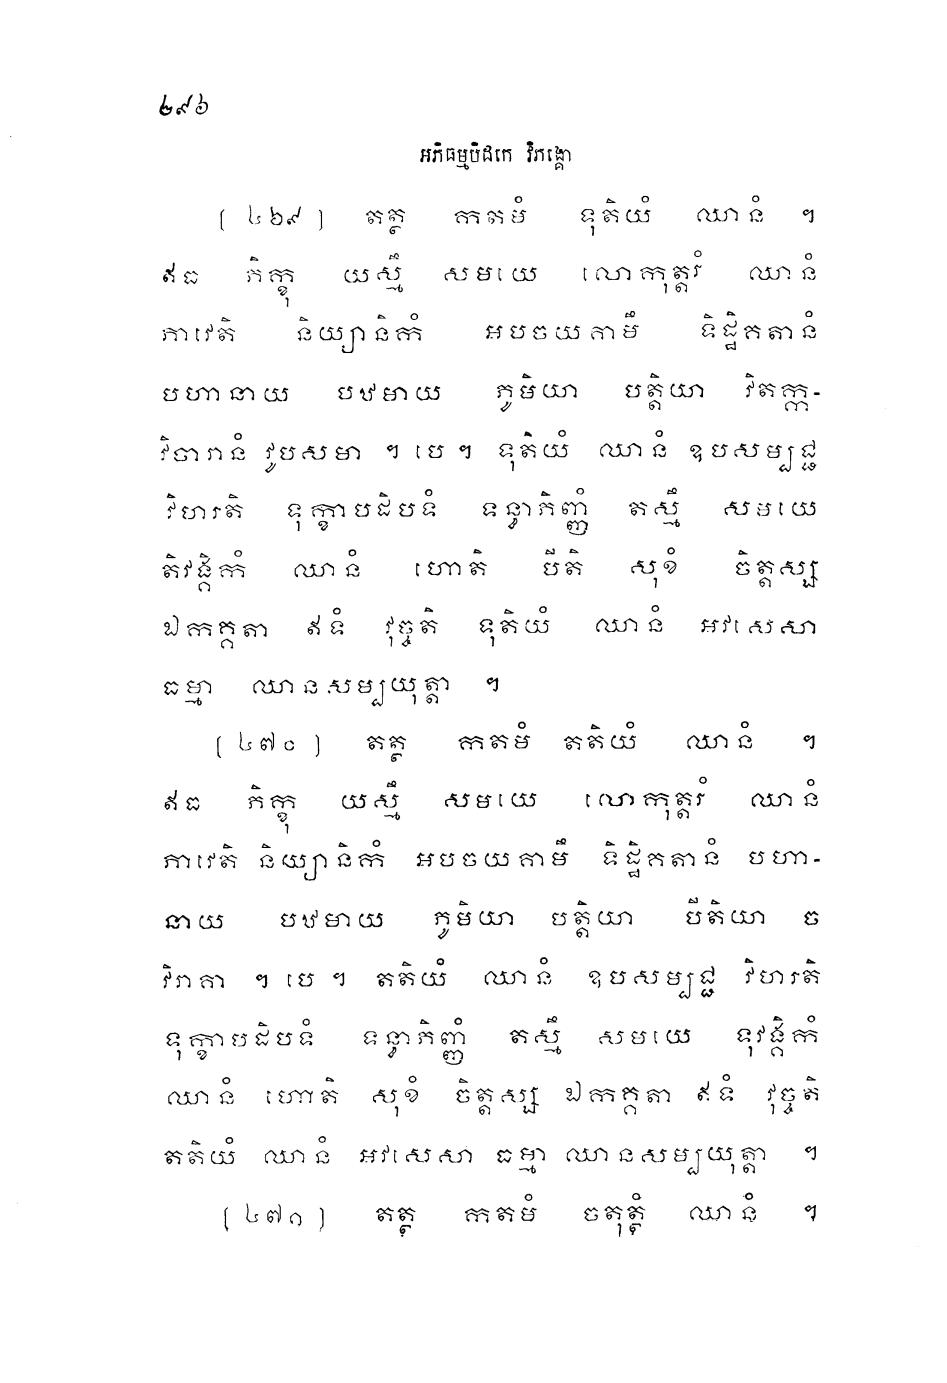 ២៩៦
អភិធម្មបិដកេ វិភង្គោ
[ ៤៦៩ ] តត្ថ កតមំ ទុតិយំ ឈានំ ។
ឥធ ភិក្ខុ យស្មឹ សមយេ លោកុត្តរំ ឈានំ
ភាវេតិ និយ្យានិកំ អបចយគាមឹ ទិដ្ឋិគតានំ
បហានាយ បឋមាយ ភូមិយា បត្តិយា វិតក្ក-
វិចារានំ វូបសមា ។ បេ ។ ទុតិយំ ឈានំ ឧបសម្បជ្ជ
វិហរតិ ទុក្ខាបដិបទំ ទន្ធាភិញ្ញំ តស្មឹ សមយេ
តិវង្គិកំ ឈានំ ហោតិ បីតិ សុខំ ចិត្តស្ស
ឯកគ្គតា ឥទំ វុច្ចតិ ទុតិយំ ឈានំ អវសេសា
ធម្មា ឈានសម្បយុត្តា ។
[ ៤៧០ ] តត្ថ កតមំ តតិយំ ឈានំ ។
ឥធ ភិក្ខុ យស្មឹ សមយេ លោកុត្តរំ ឈានំ
ភាវេតិ និយ្យានិកំ អបចយគាមឹ ទិដ្ឋិគតានំ បហា-
នាយ បឋមាយ ភូមិយា បត្តិយា បីតិយា ច
វិរាគា ។ បេ ។ តតិយំ ឈានំ ឧបសម្បជ្ជ វិហរតិ
ទុក្ខាបដិបទំ ទន្ធាភិញ្ញំ តស្មឹ សមយេ ទុវង្គិកំ
ឈានំ ហោតិ សុខំ ចិត្តស្ស ឯកគ្គតា ឥទំ វុច្ចតិ
តតិយំ ឈានំ អវសេសា ធម្មា ឈានសម្បយុត្តា ។
[ ៤៧១ ] តត្ថ កតមំ ចតុត្ថំ ឈានំ ។